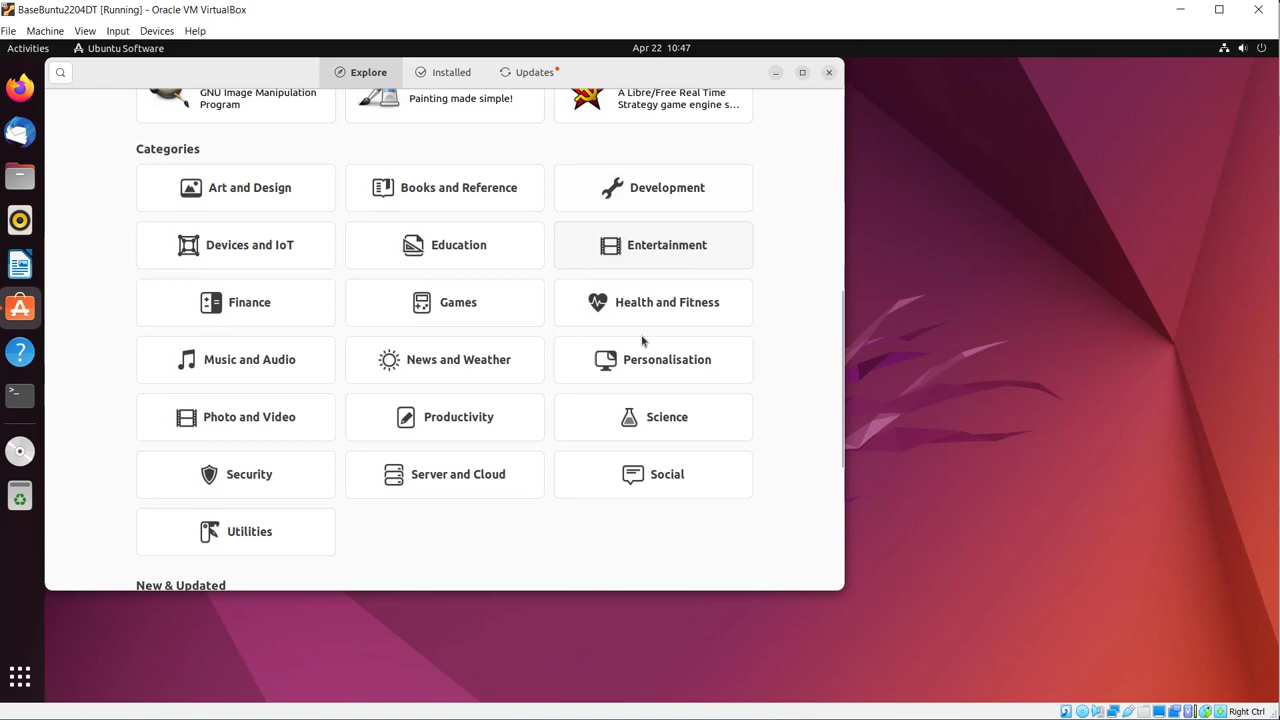 BaseBuntu2204DT [Running] - Oracle VM VirtualBox
File Machine View Input Devices Help
Activities Ubuntu Software Apr 22 10:47
Explore Installed Updates
GNU Image Manipulation
Program
Painting made simple!
A Libre/Free Real Time
Strategy game engine s...
Categories
Art and Design Books and Reference Development
Devices and IoT Education Entertainment
Finance Games Health and Fitness
Music and Audio News and Weather Personalisation
Photo and Video Productivity Science
Security Server and Cloud Social
Utilities
New & Updated
Right Ctrl